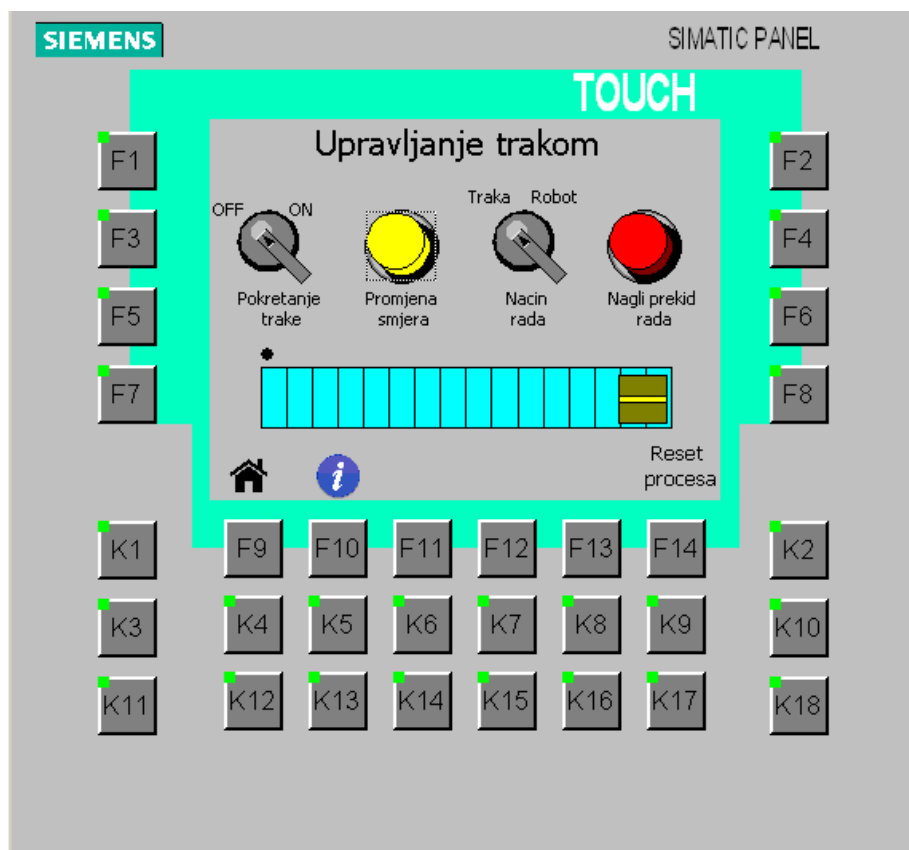 SIEMENS
SIMATIC PANEL
TOUCH
F1
Upravljanje trakom
F2
OFF
ON
Traka Robot
F3
F4
Pokretanje
trake
Promjena
smjera
Nacin
rada
Nagli prekid
rada
F5
F6
F7
F8
i
Reset
procesa
K1
F9
F10
F11
F12
F13
F14
K2
K3
K4
K5
K6
K7
K8
K9
K10
K11
K12
K13
K14
K15
K16
K17
K18